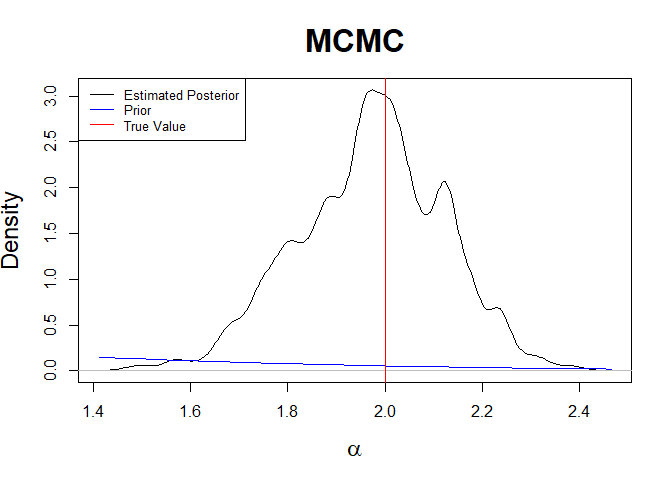 MCMC
Estimated Posterior
Prior
True Value
Density
0.0 0.5 1.0 1.5 2.0 2.5 3.0
1.4 1.6 1.8 2.0 2.2 2.4
α